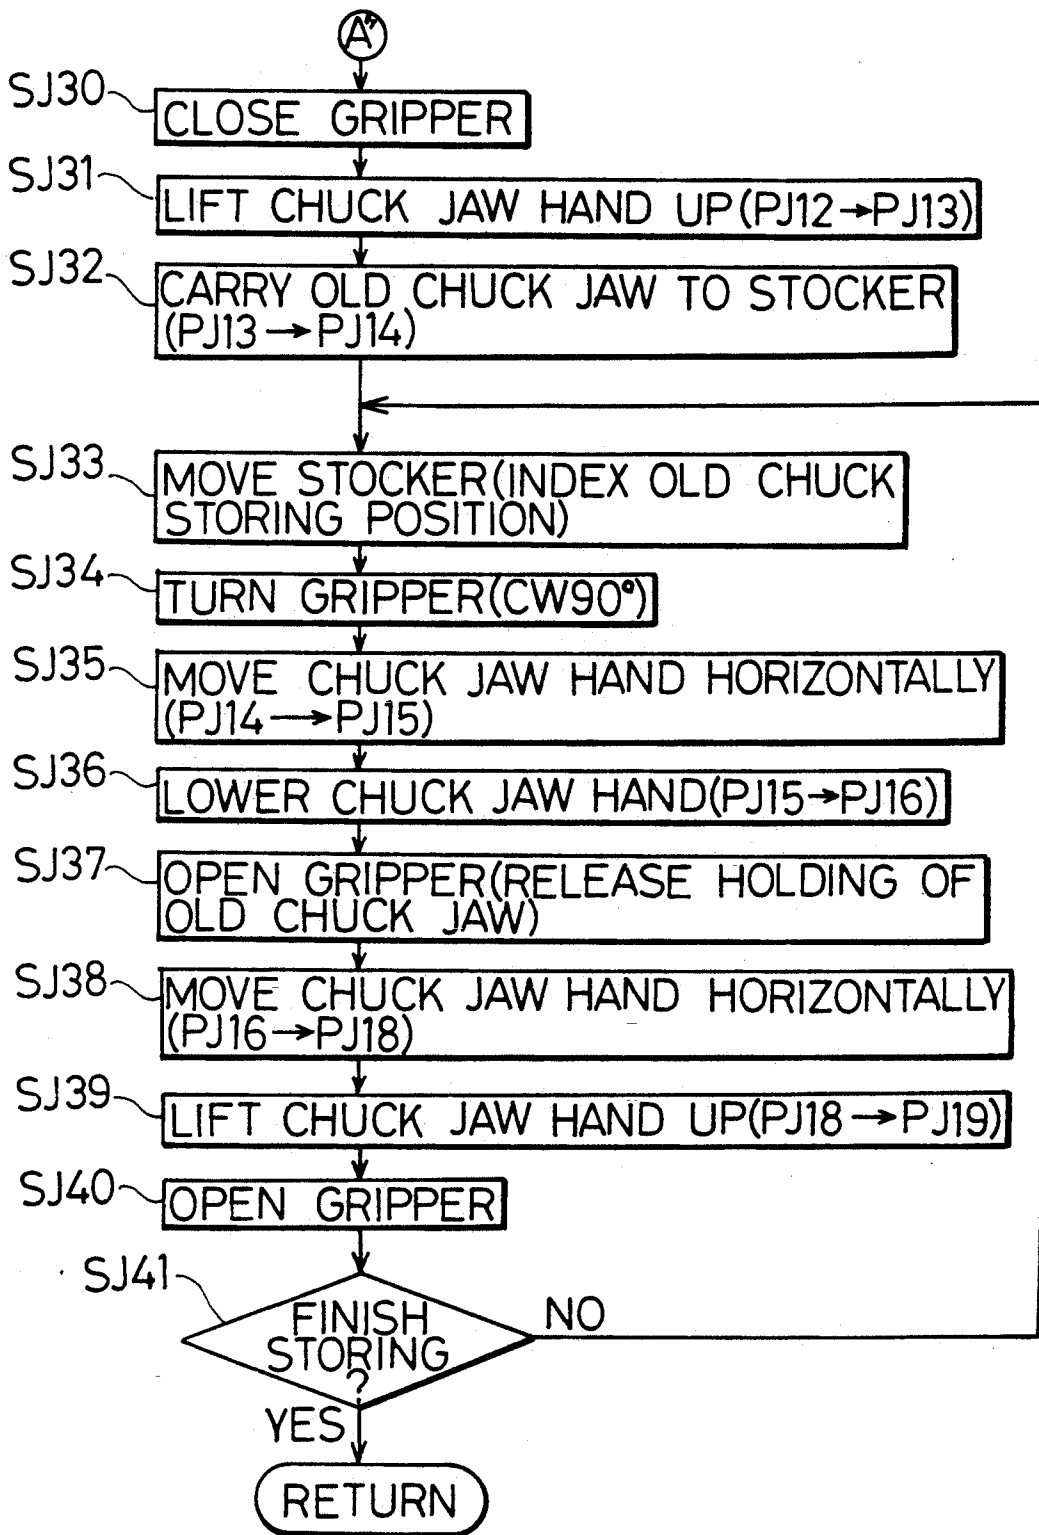 A"
SJ30
CLOSE GRIPPER
SJ31
LIFT CHUCK JAW HAND UP(PJ12→PJ13)
SJ32
CARRY OLD CHUCK JAW TO STOCKER
(PJ13→PJ14)
SJ33
MOVE STOCKER(INDEX OLD CHUCK
STORING POSITION)
SJ34
TURN GRIPPER(CW90°)
SJ35
MOVE CHUCK JAW HAND HORIZONTALLY
(PJ14→PJ15)
SJ36
LOWER CHUCK JAW HAND(PJ15→PJ16)
SJ37
OPEN GRIPPER(RELEASE HOLDING OF
OLD CHUCK JAW)
SJ38
MOVE CHUCK JAW HAND HORIZONTALLY
(PJ16→PJ18)
SJ39
LIFT CHUCK JAW HAND UP(PJ18→PJ19)
SJ40
OPEN GRIPPER
SJ41
FINISH
STORING
?
NO
YES
RETURN